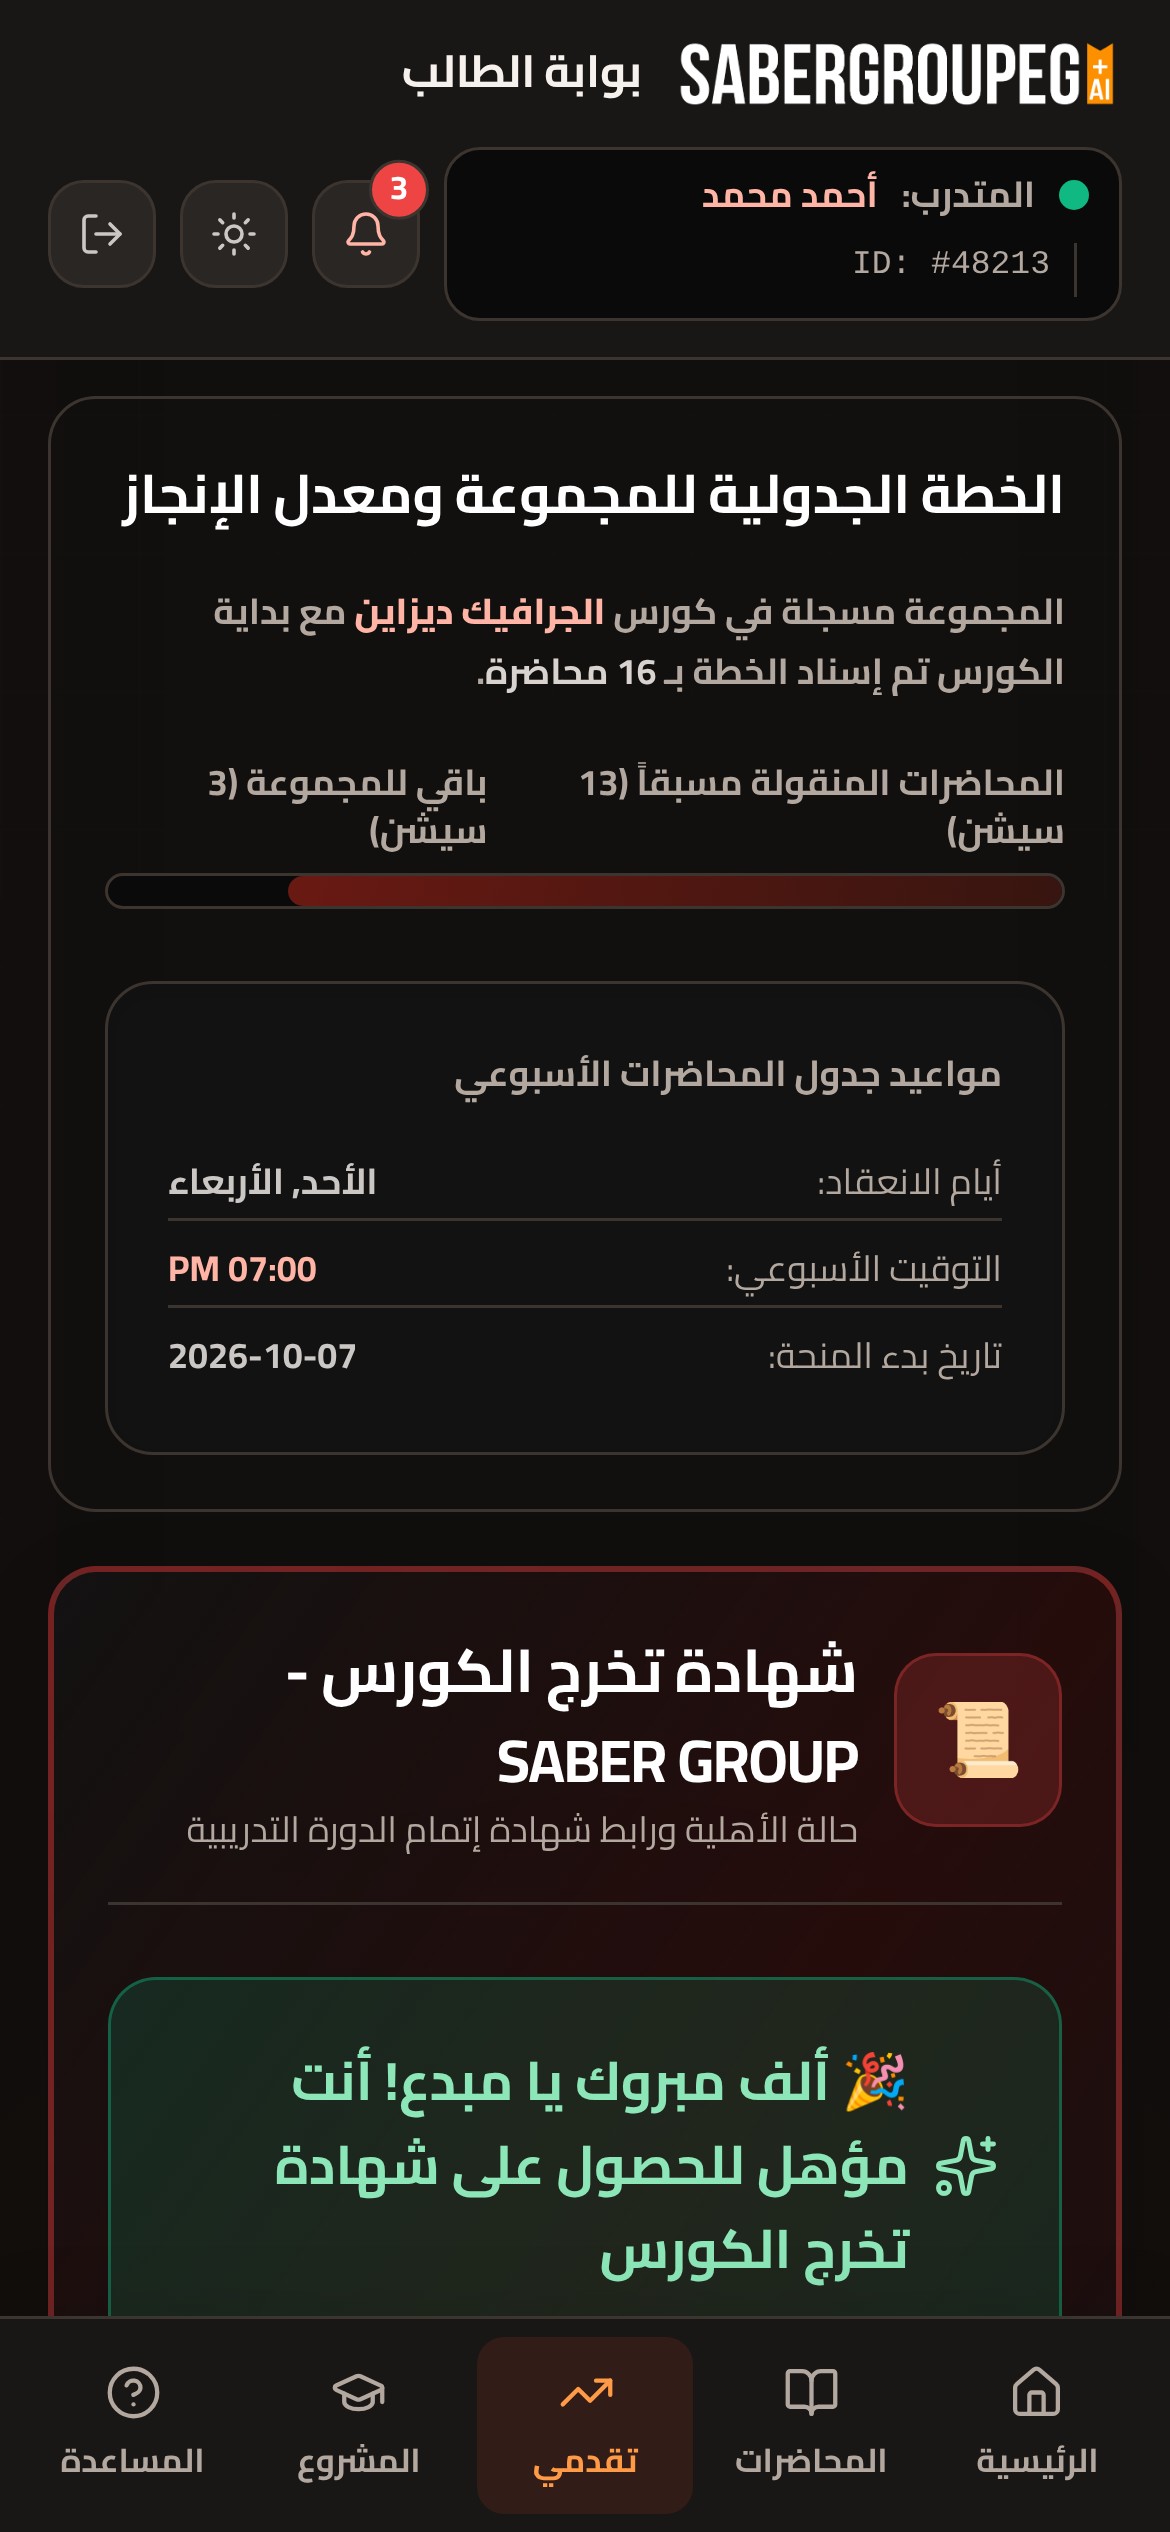 SABERGROUPEG
+
AI
بوابة الطالب
المتدرب: أحمد محمد
ID: #48213
3
الخطة الجدولية للمجموعة ومعدل الإنجاز
المجموعة مسجلة في كورس الجرافيك ديزاين مع بداية
الكورس تم إسناد الخطة بـ 16 محاضرة.
المحاضرات المنقولة مسبقاً (13
سيشن)
باقي للمجموعة (3
سيشن)
مواعيد جدول المحاضرات الأسبوعي
أيام الانعقاد: الأحد, الأربعاء
التوقيت الأسبوعي: 07:00 PM
تاريخ بدء المنحة: 2026-10-07
شهادة تخرج الكورس -
SABER GROUP
حالة الأهلية ورابط شهادة إتمام الدورة التدريبية
🎉 ألف مبروك يا مبدع! أنت
مؤهل للحصول على شهادة
تخرج الكورس
الرئيسية
المحاضرات
تقدمي
المشروع
المساعدة